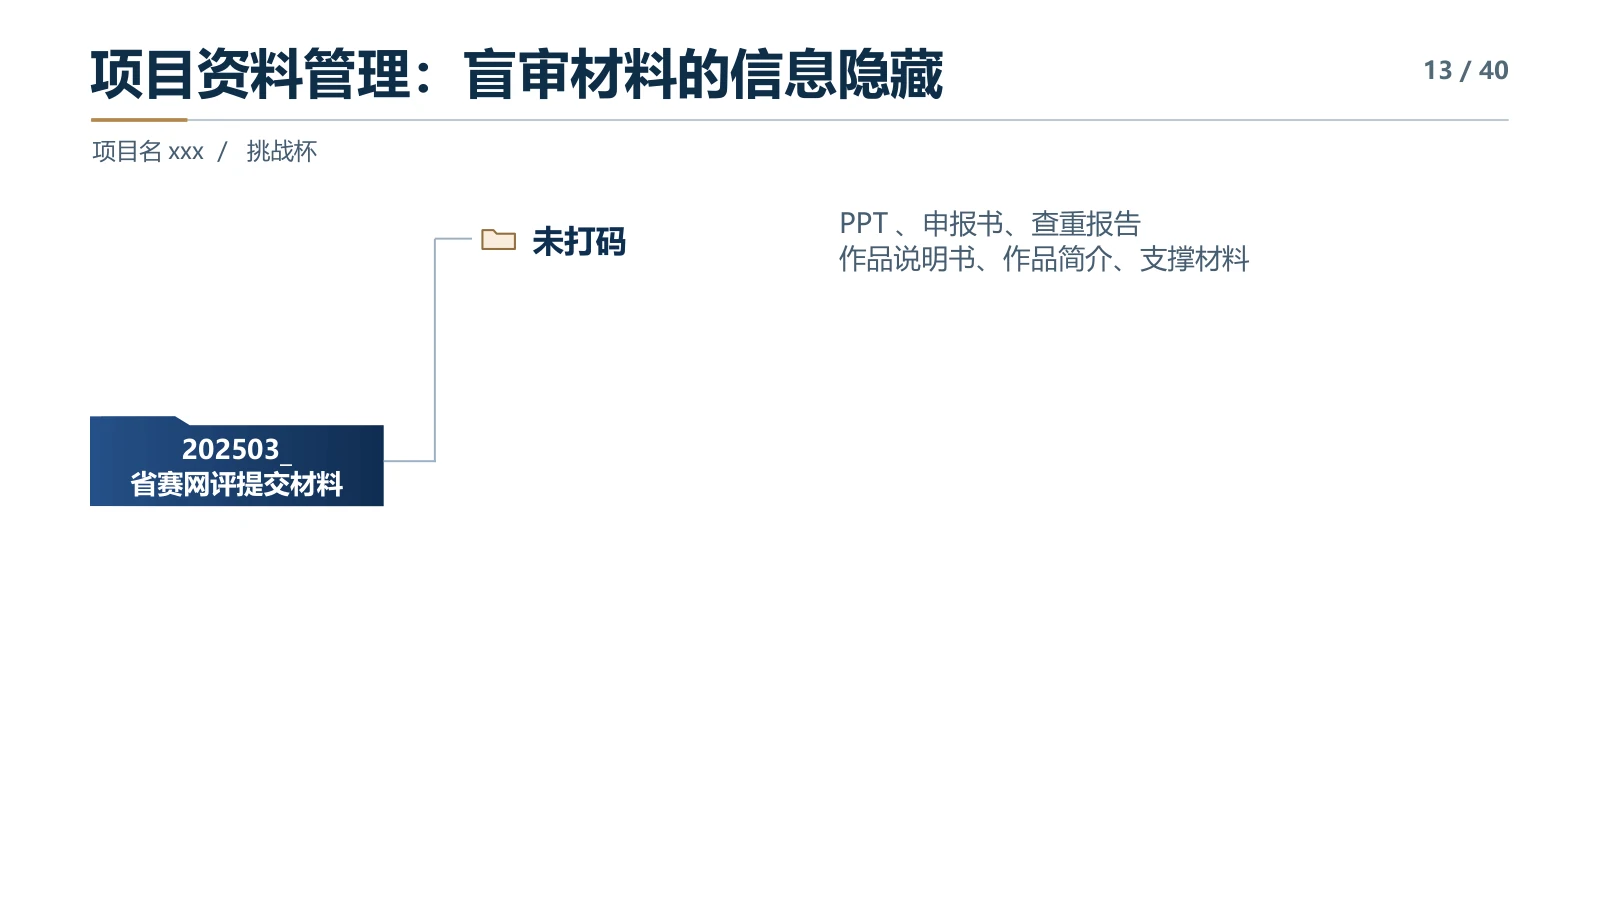 项目资料管理：盲审材料的信息隐藏
13 / 40
项目名 xxx / 挑战杯
未打码
PPT 、申报书、查重报告
作品说明书、作品简介、支撑材料
202503_
省赛网评提交材料